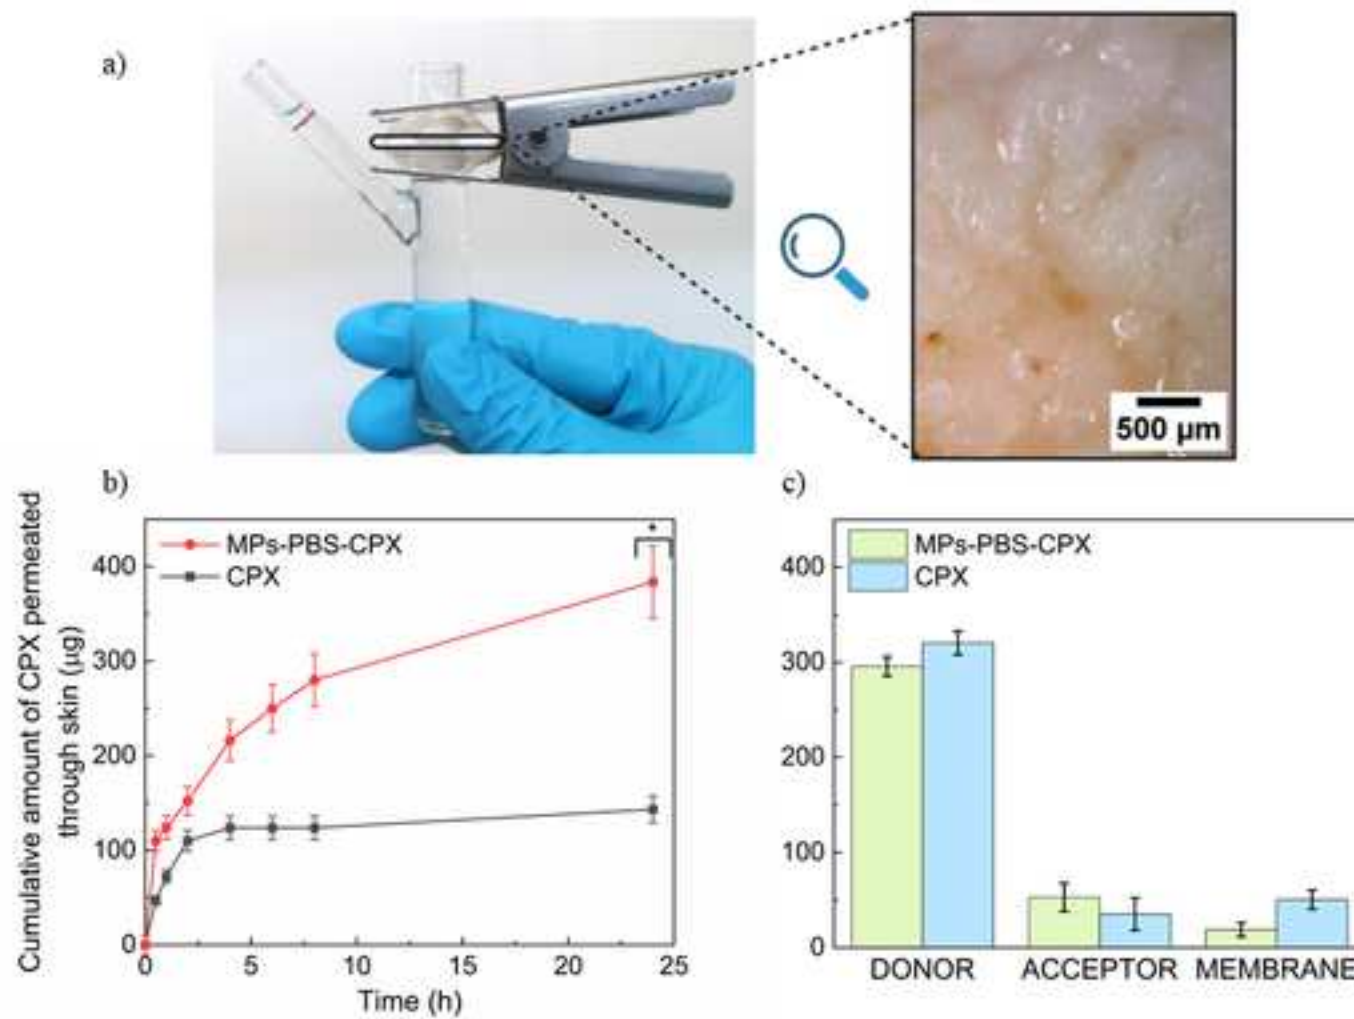 a)
500 µm
b)
Cumulative amount of CPX permeated
through skin (µg)
400
300
200
100
0
MPs-PBS-CPX
CPX
*
0
5
10
15
20
25
Time (h)
c)
400
300
200
100
0
MPs-PBS-CPX
CPX
DONOR
ACCEPTOR
MEMBRANE